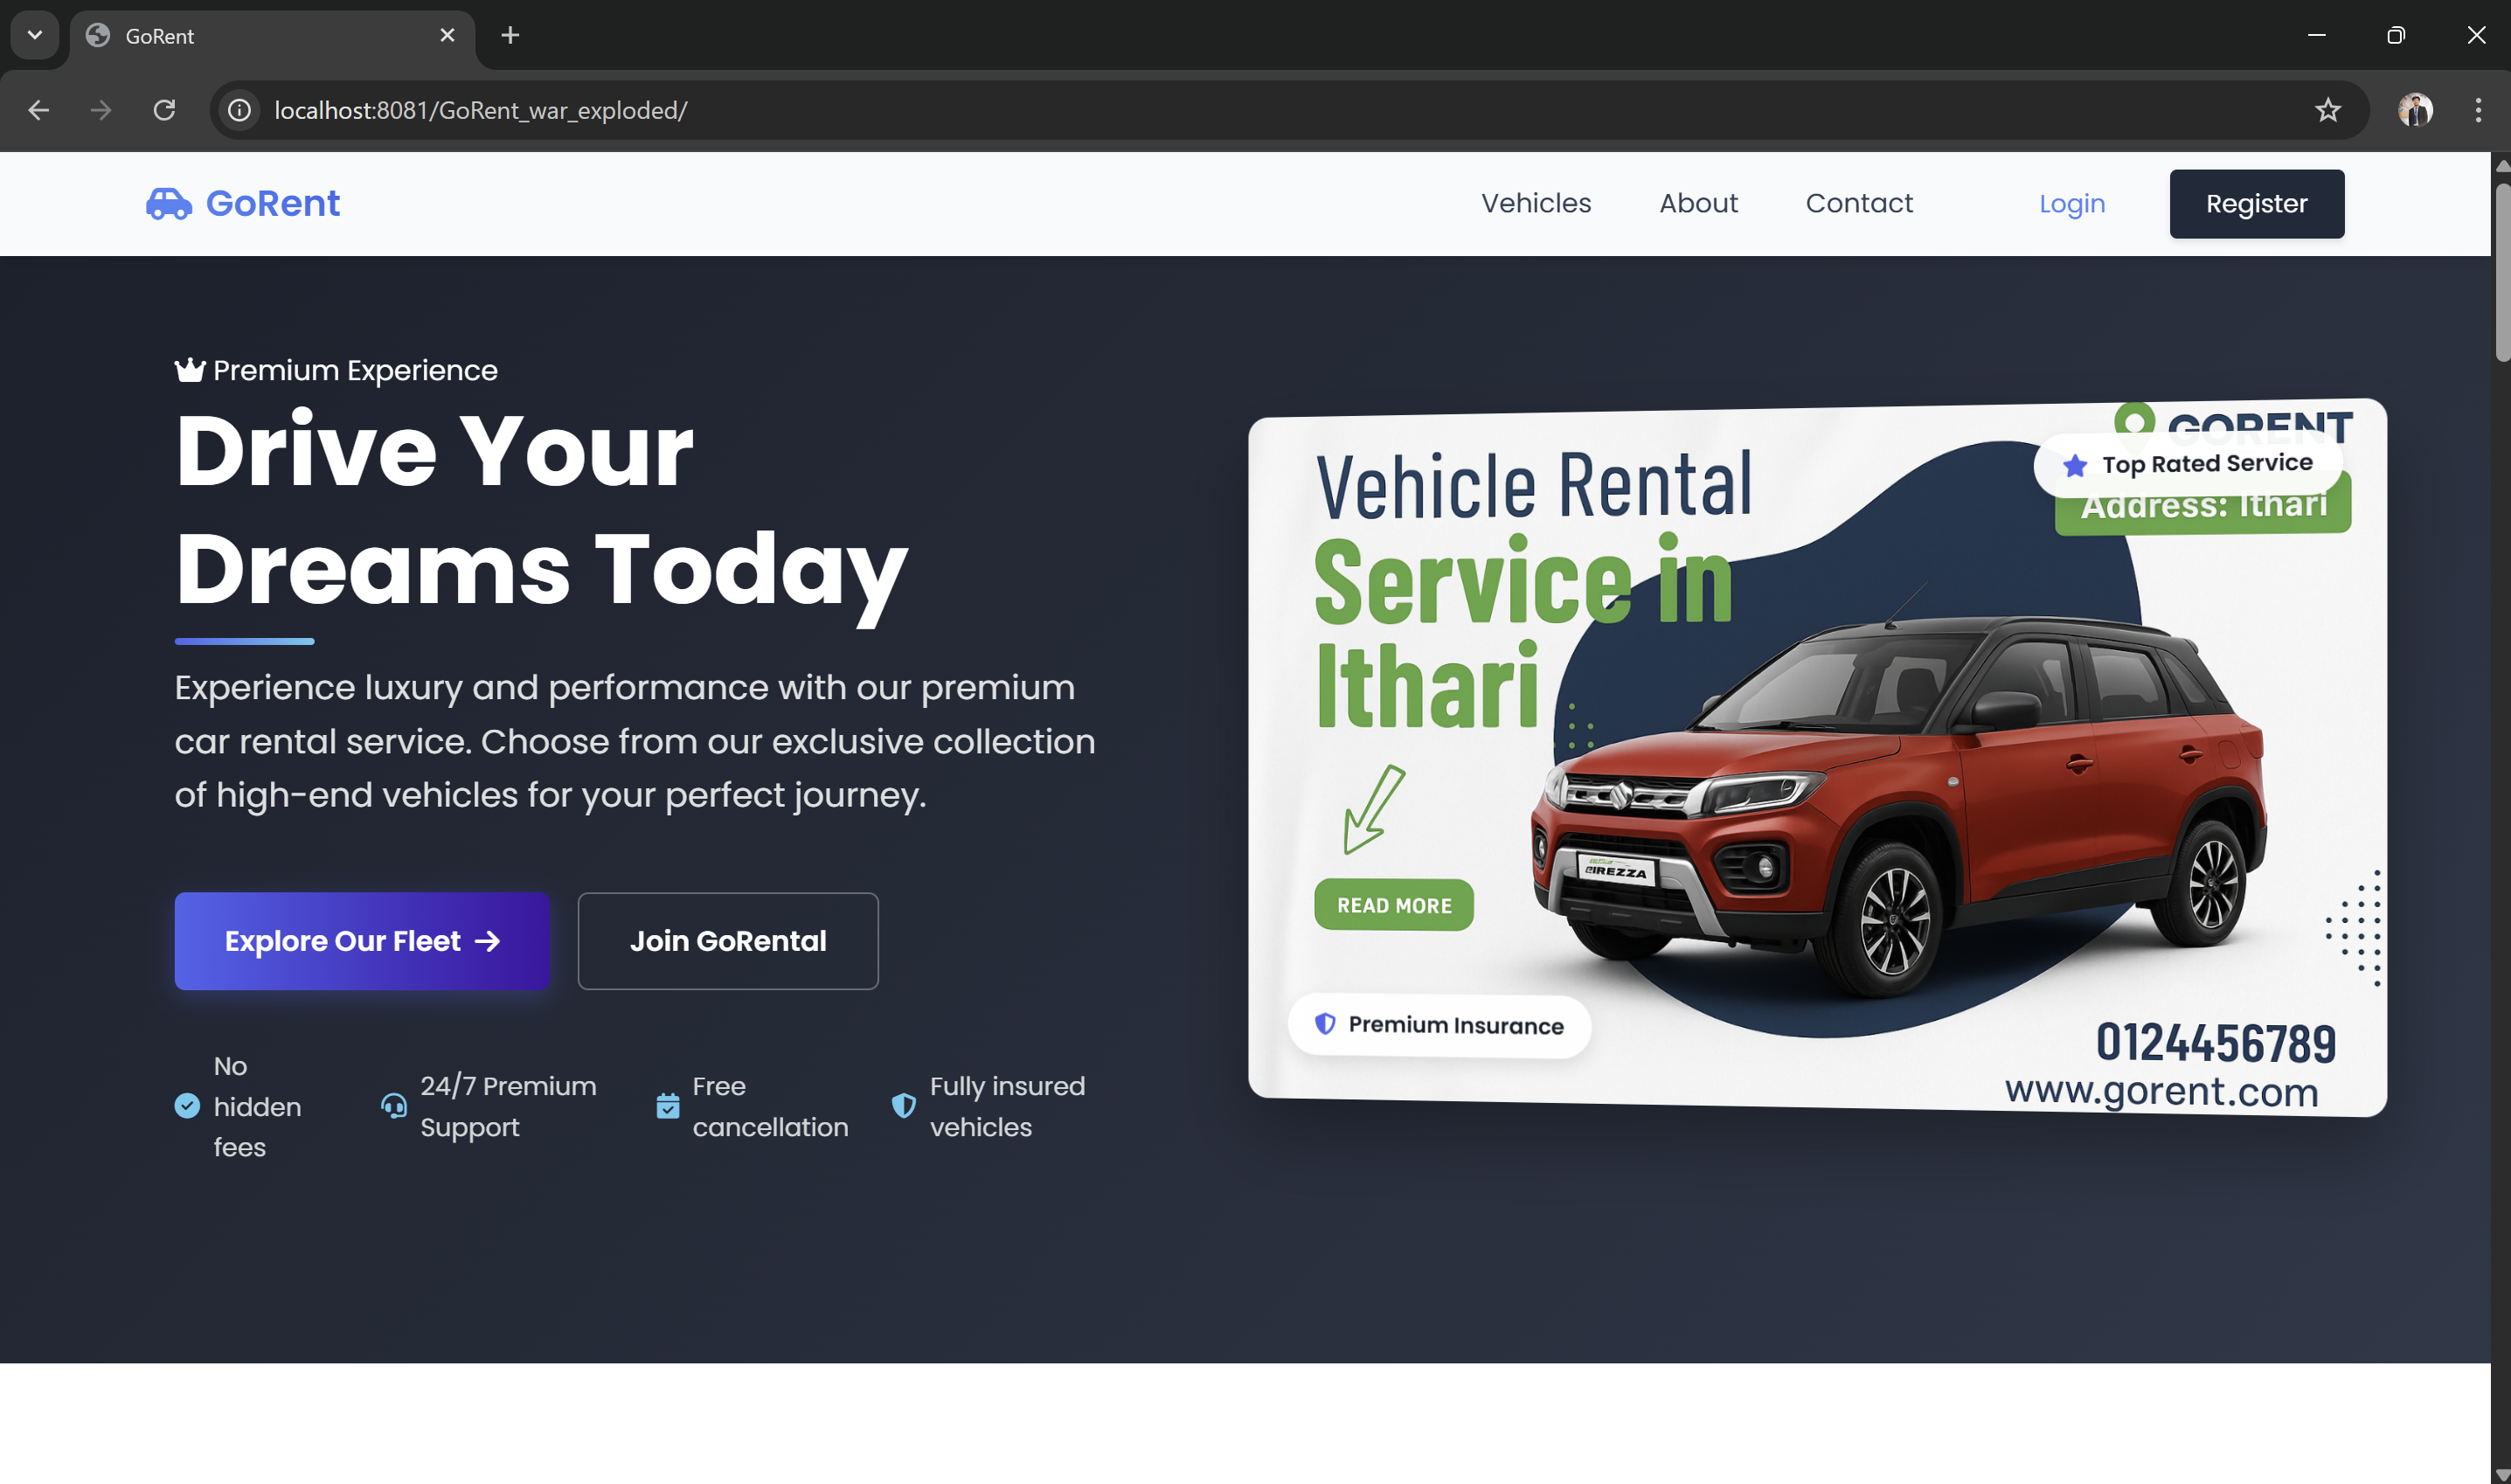 GoRent
localhost:8081/GoRent_war_exploded/
GoRent
Vehicles
About
Contact
Login
Register
Premium Experience
Drive Your
Dreams Today
Experience luxury and performance with our premium
car rental service. Choose from our exclusive collection
of high-end vehicles for your perfect journey.
Explore Our Fleet
Join GoRental
No
hidden
fees
24/7 Premium
Support
Free
cancellation
Fully insured
vehicles
GORENT
Top Rated Service
Address: Ithari
Vehicle Rental
Service in
Ithari
READ MORE
Premium Insurance
0124456789
www.gorent.com